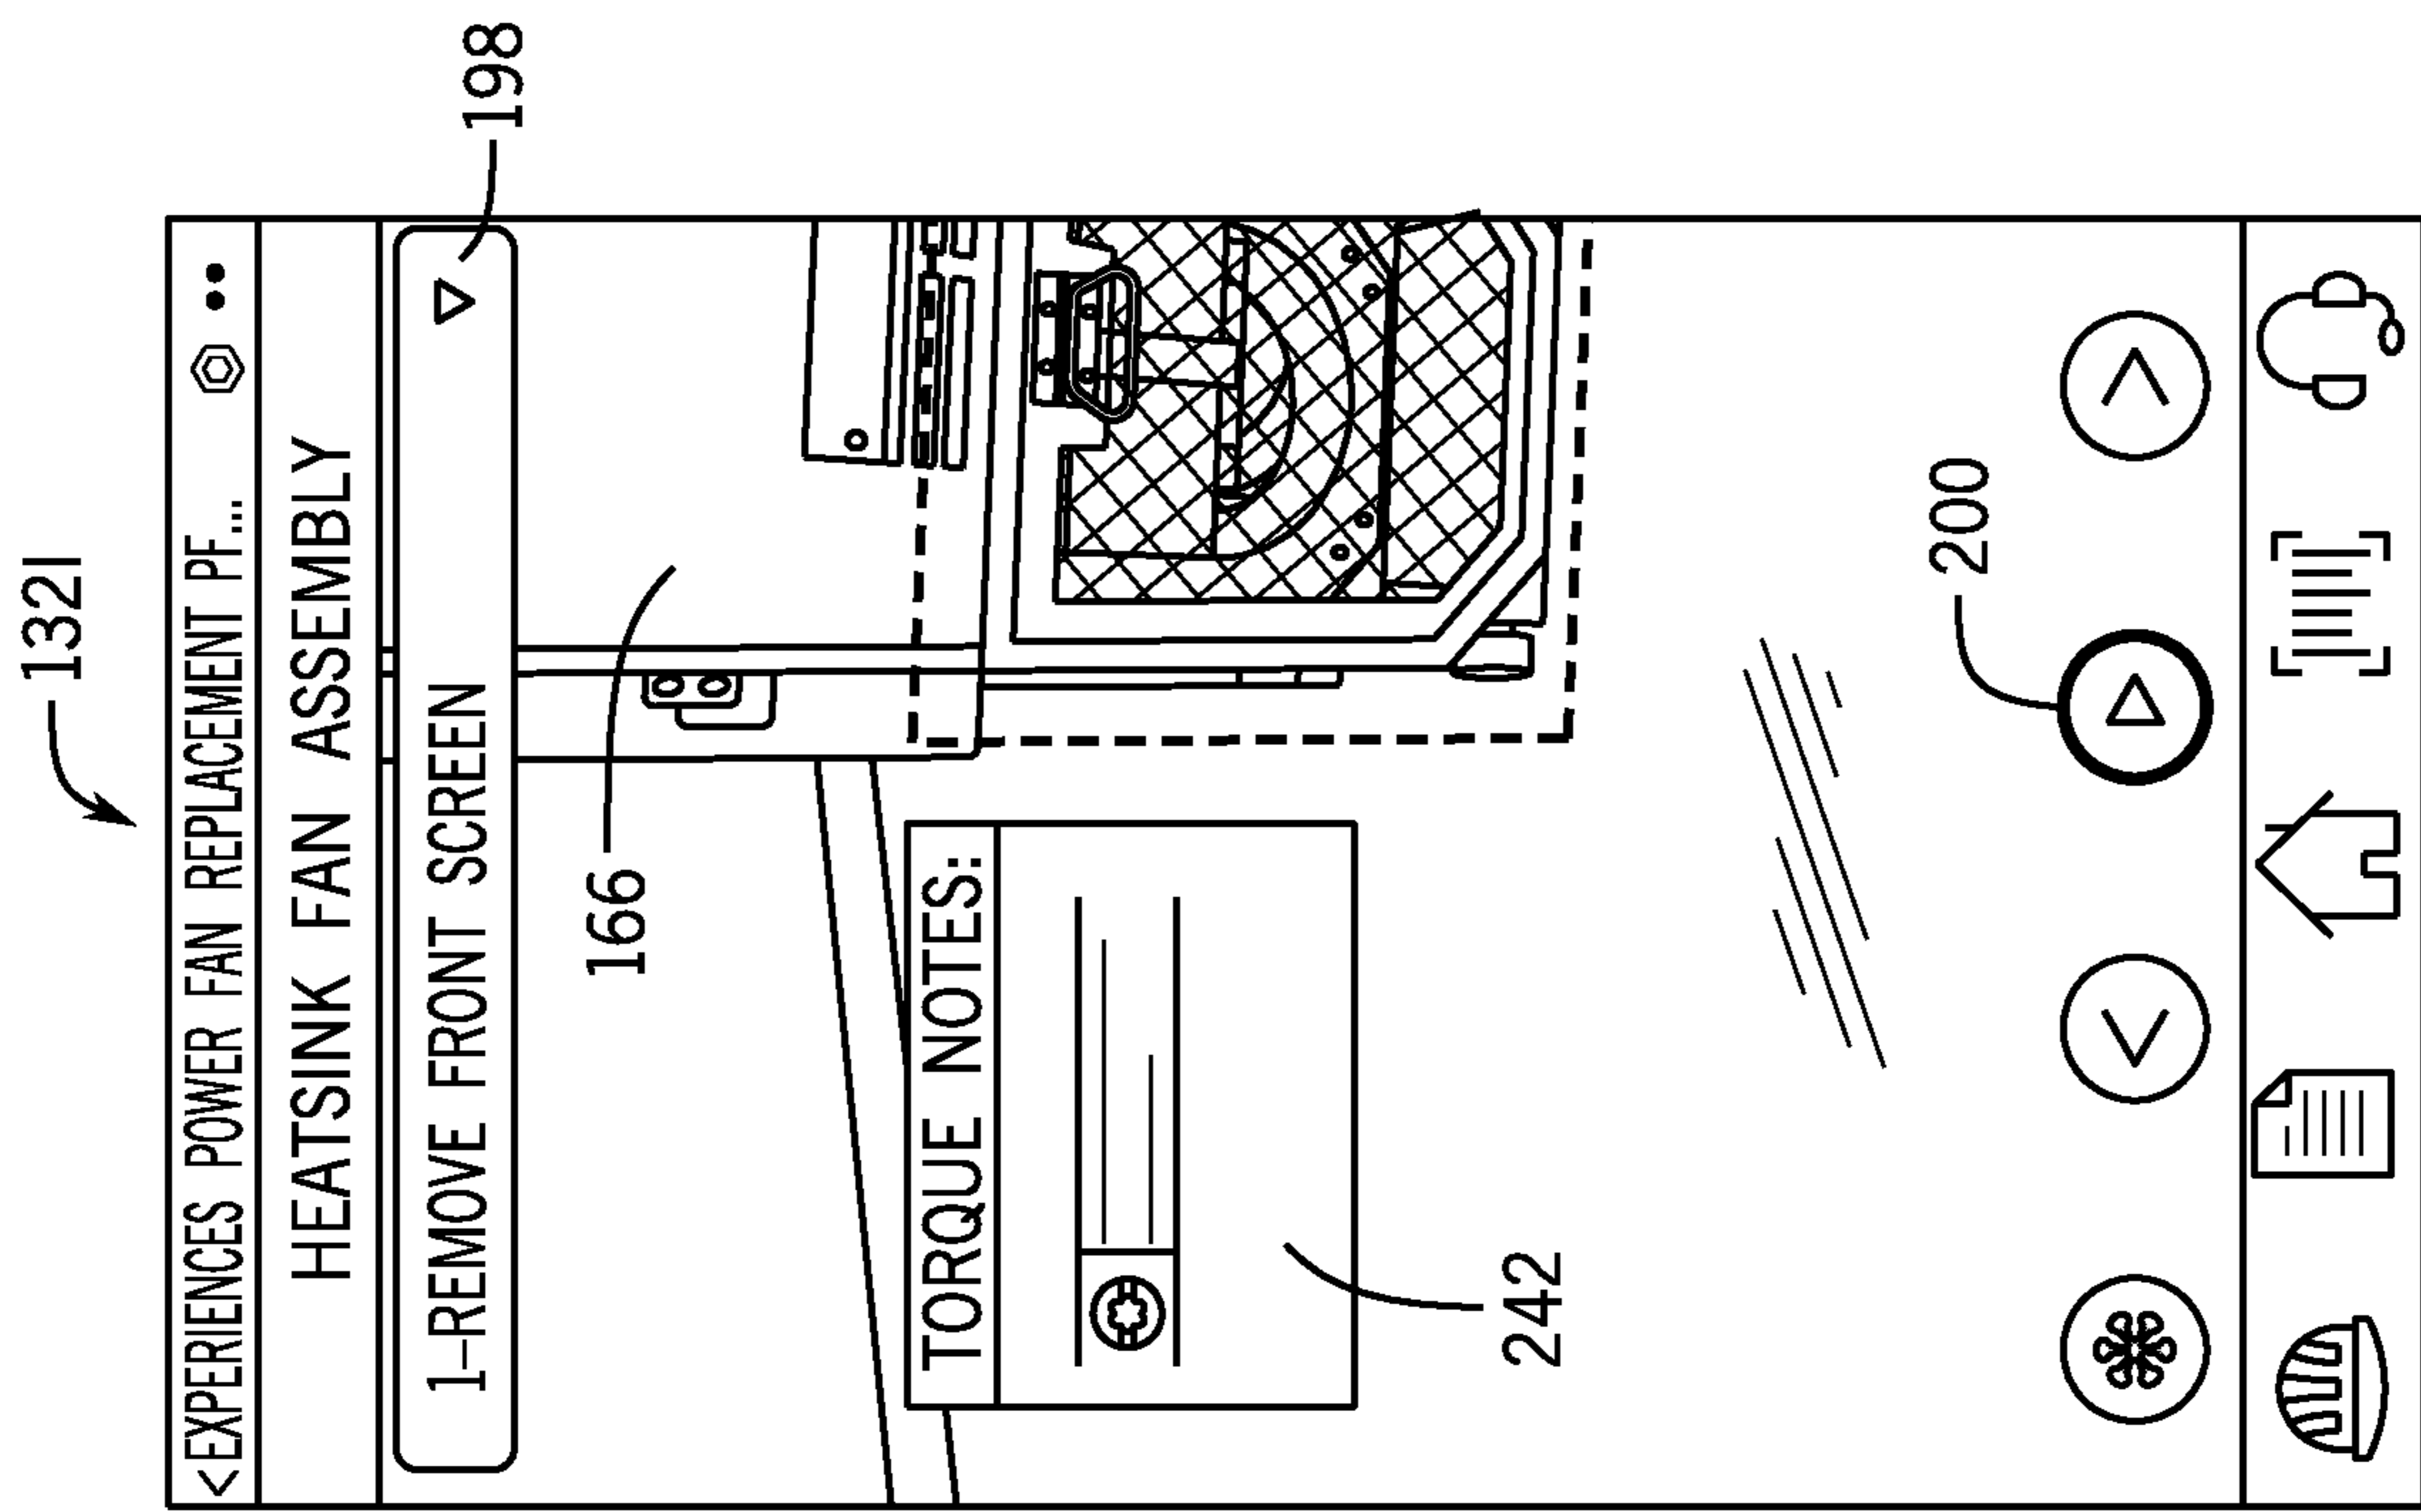 132I
<EXPERIENCES POWER FAN REPLACEMENT PF...
HEATSINK FAN ASSEMBLY
1-REMOVE FRONT SCREEN
198
166
TORQUE NOTES:
242
200